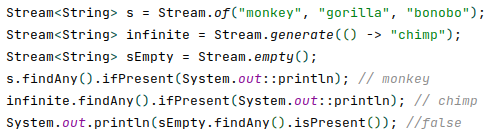 Stream<String> s = Stream.of("monkey", "gorilla", "bonobo");
Stream<String> infinite = Stream.generate(() -> "chimp");
Stream<String> sEmpty = Stream.empty();
s.findAny().ifPresent(System.out::println); // monkey
infinite.findAny().ifPresent(System.out::println); // chimp
System.out.println(sEmpty.findAny().isPresent()); //false